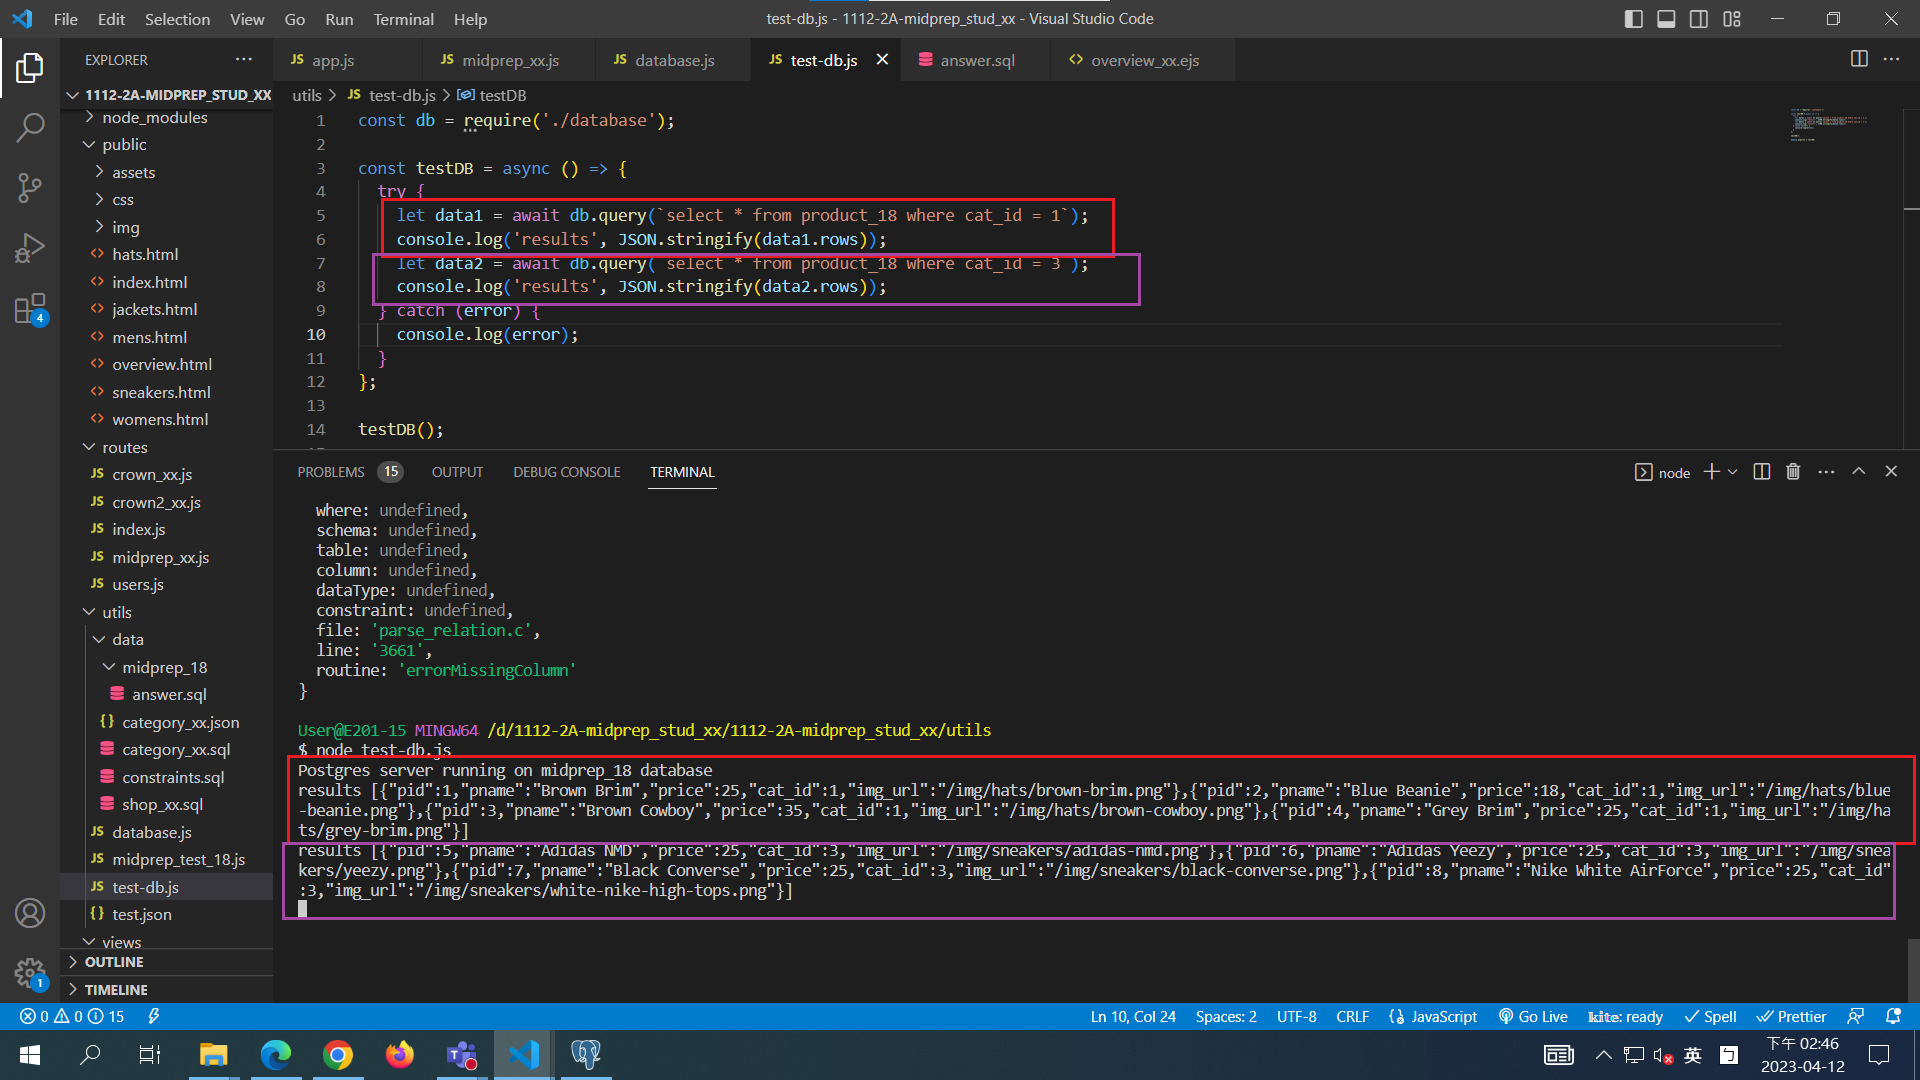 File Edit Selection View Go Run Terminal Help
test-db.js - 1112-2A-midprep_stud_xx - Visual Studio Code
EXPLORER
1112-2A-MIDPREP_STUD_XX
node_modules
public
assets
css
img
hats.html
index.html
jackets.html
mens.html
overview.html
sneakers.html
womens.html
routes
JS crown_xx.js
JS crown2_xx.js
JS index.js
JS midprep_xx.js
JS users.js
utils
data
midprep_18
answer.sql
{} category_xx.json
category_xx.sql
constraints.sql
shop_xx.sql
JS database.js
JS midprep_test_18.js
JS test-db.js
{} test.json
views
OUTLINE
TIMELINE
4
1
JS app.js JS midprep_xx.js JS database.js JS test-db.js answer.sql overview_xx.ejs
utils > JS test-db.js > testDB
1 const db = require('./database');
2
3 const testDB = async () => {
4 try {
5 let data1 = await db.query(`select * from product_18 where cat_id = 1`);
6 console.log('results', JSON.stringify(data1.rows));
7 let data2 = await db.query( select * from product_18 where cat_id = 3 );
8 console.log('results', JSON.stringify(data2.rows));
9 } catch (error) {
10 console.log(error);
11 }
12 };
13
14 testDB();
PROBLEMS 15 OUTPUT DEBUG CONSOLE TERMINAL
node
where: undefined,
schema: undefined,
table: undefined,
column: undefined,
dataType: undefined,
constraint: undefined,
file: 'parse_relation.c',
line: '3661',
routine: 'errorMissingColumn'
}
User@E201-15 MINGW64 /d/1112-2A-midprep_stud_xx/1112-2A-midprep_stud_xx/utils
$ node test-db.js
Postgres server running on midprep_18 database
results [{"pid":1,"pname":"Brown Brim","price":25,"cat_id":1,"img_url":"/img/hats/brown-brim.png"},{"pid":2,"pname":"Blue Beanie","price":18,"cat_id":1,"img_url":"/img/hats/blue
-beanie.png"},{"pid":3,"pname":"Brown Cowboy","price":35,"cat_id":1,"img_url":"/img/hats/brown-cowboy.png"},{"pid":4,"pname":"Grey Brim","price":25,"cat_id":1,"img_url":"/img/ha
ts/grey-brim.png"}]
results [{"pid":5,"pname":"Adidas NMD","price":25,"cat_id":3,"img_url":"/img/sneakers/adidas-nmd.png"},{"pid":6,"pname":"Adidas Yeezy","price":25,"cat_id":3,"img_url":"/img/snea
kers/yeezy.png"},{"pid":7,"pname":"Black Converse","price":25,"cat_id":3,"img_url":"/img/sneakers/black-converse.png"},{"pid":8,"pname":"Nike White AirForce","price":25,"cat_id"
:3,"img_url":"/img/sneakers/white-nike-high-tops.png"}]
0 0 15
Ln 10, Col 24 Spaces: 2 UTF-8 CRLF JavaScript Go Live kite: ready Spell Prettier
英
下午 02:46
2023-04-12